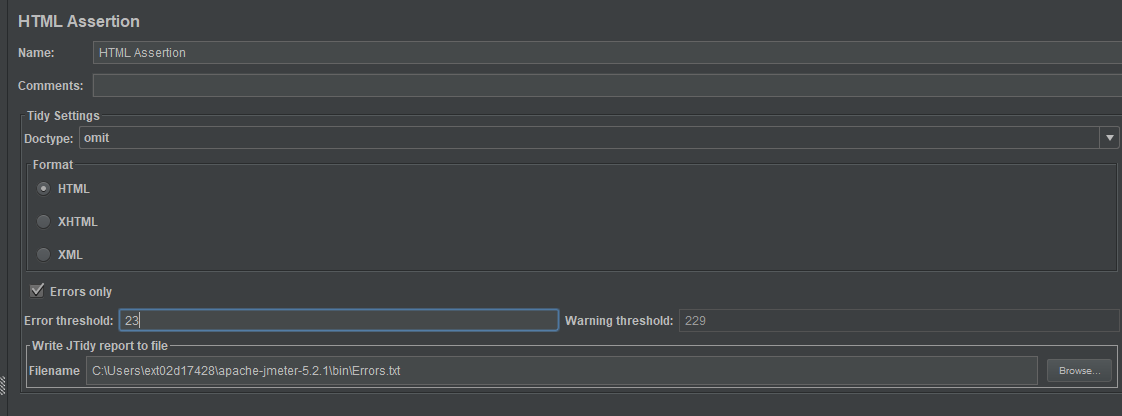 HTML Assertion
Name: HTML Assertion
Comments:
Tidy Settings
Doctype: omit
Format
HTML
XHTML
XML
Errors only
Error threshold: 23 Warning threshold: 229
Write JTidy report to file
Filename C:\Users\ext02d17428\apache-jmeter-5.2.1\bin\Errors.txt Browse...